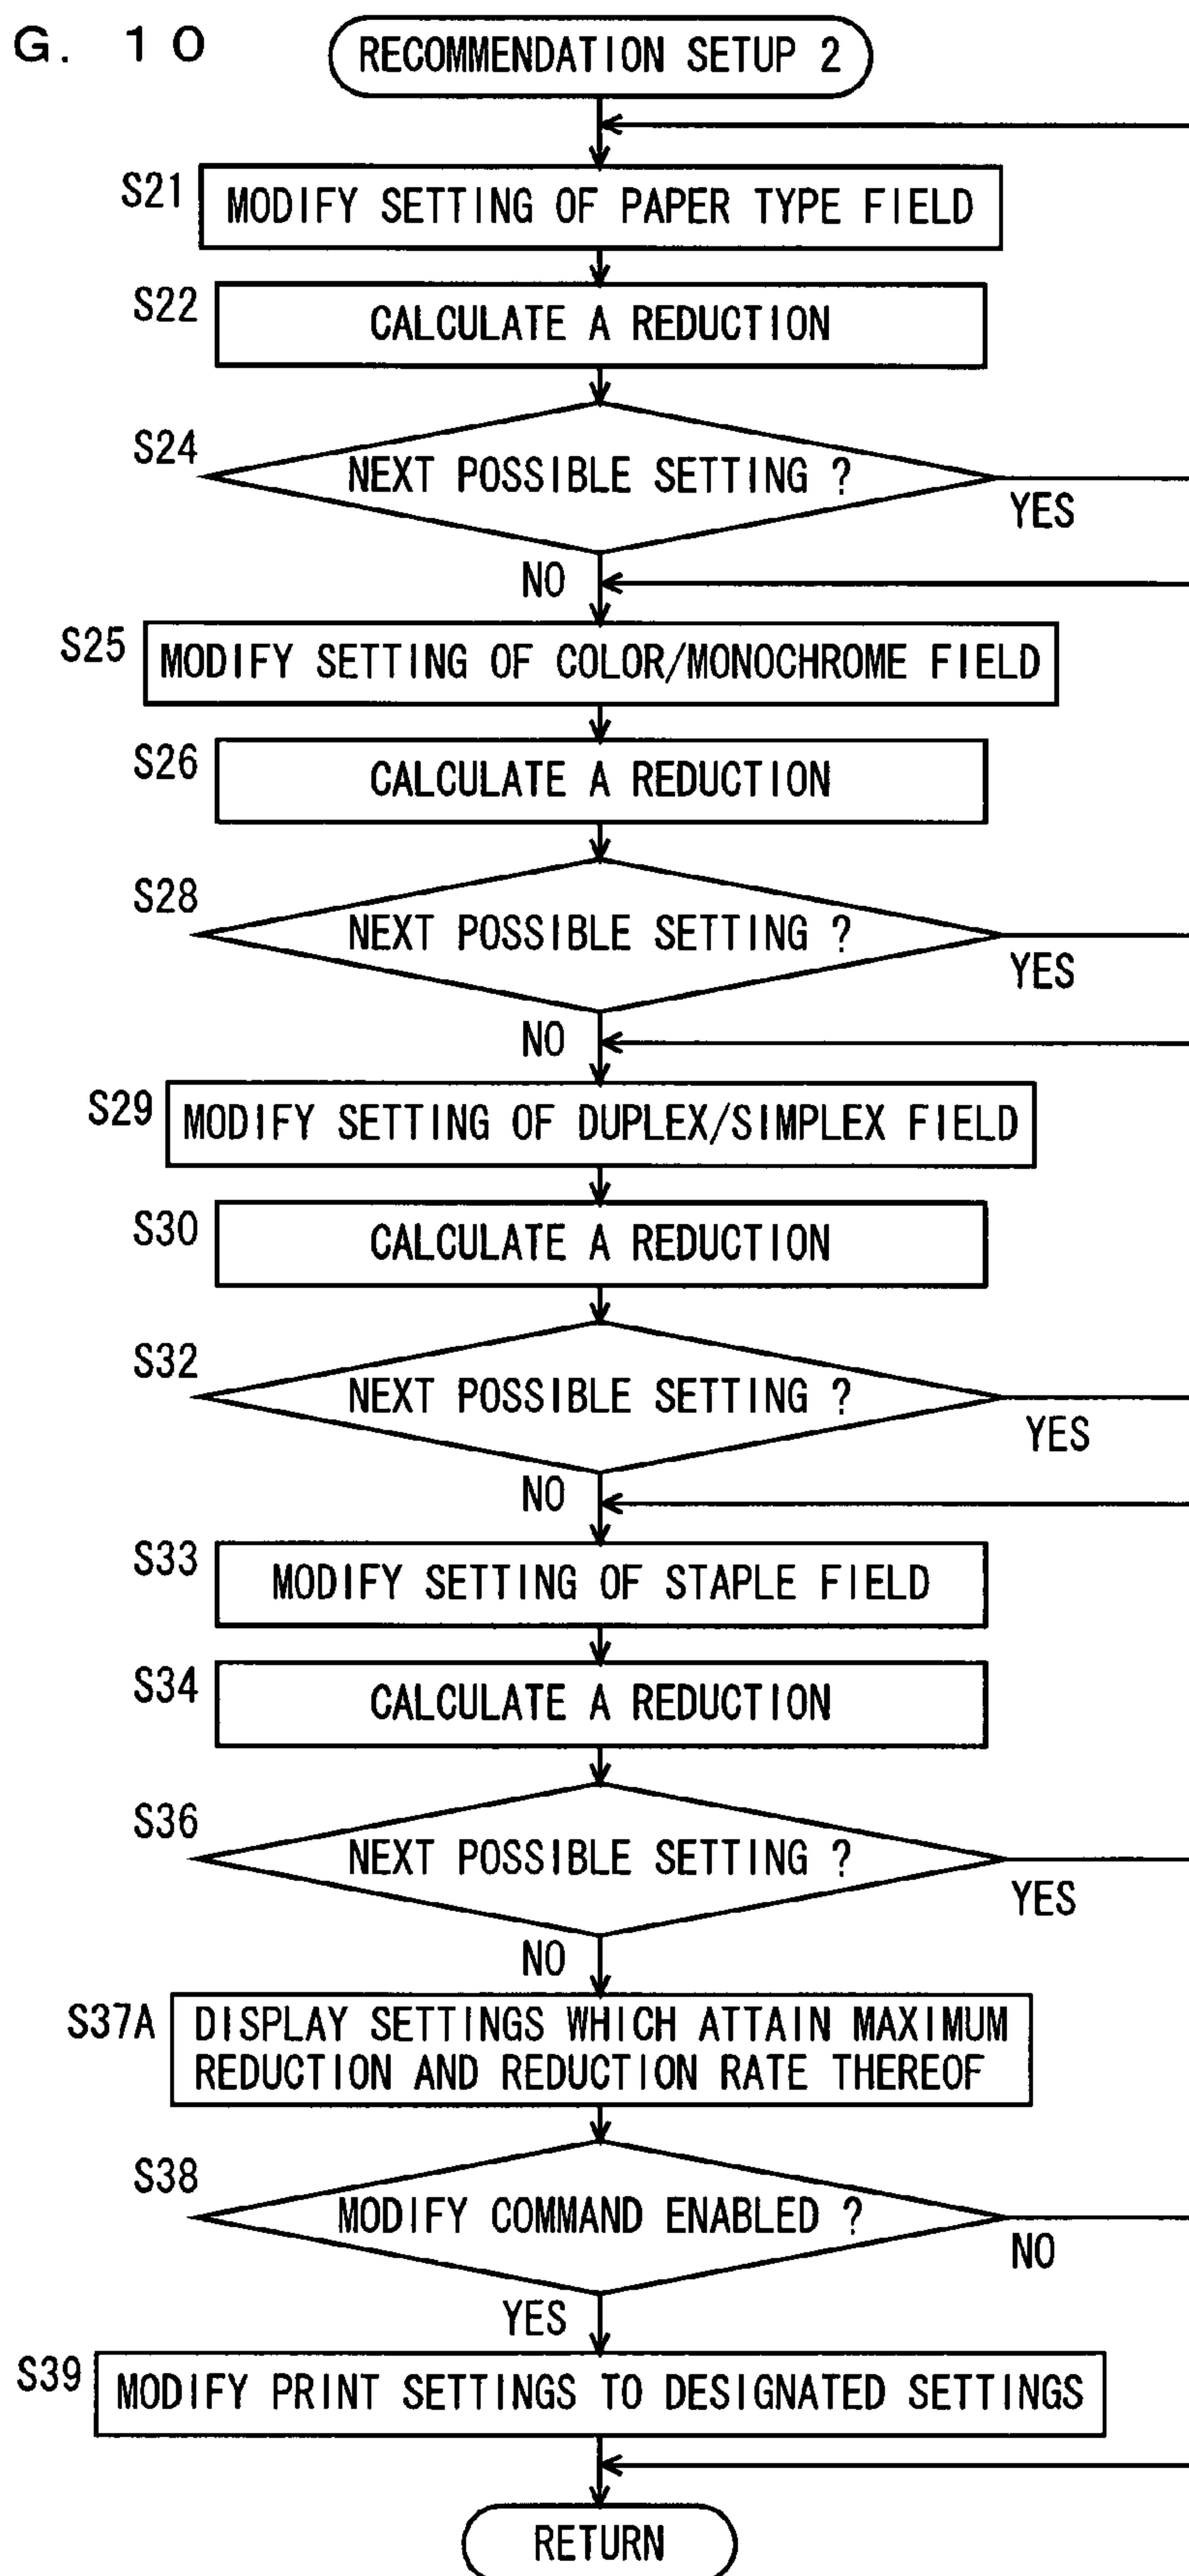 G. 10
RECOMMENDATION SETUP 2
S21
MODIFY SETTING OF PAPER TYPE FIELD
S22
CALCULATE A REDUCTION
S24
NEXT POSSIBLE SETTING ?
YES
NO
S25
MODIFY SETTING OF COLOR/MONOCHROME FIELD
S26
CALCULATE A REDUCTION
S28
NEXT POSSIBLE SETTING ?
YES
NO
S29
MODIFY SETTING OF DUPLEX/SIMPLEX FIELD
S30
CALCULATE A REDUCTION
S32
NEXT POSSIBLE SETTING ?
YES
NO
S33
MODIFY SETTING OF STAPLE FIELD
S34
CALCULATE A REDUCTION
S36
NEXT POSSIBLE SETTING ?
YES
NO
S37A
DISPLAY SETTINGS WHICH ATTAIN MAXIMUM
REDUCTION AND REDUCTION RATE THEREOF
S38
MODIFY COMMAND ENABLED ?
NO
YES
S39
MODIFY PRINT SETTINGS TO DESIGNATED SETTINGS
RETURN